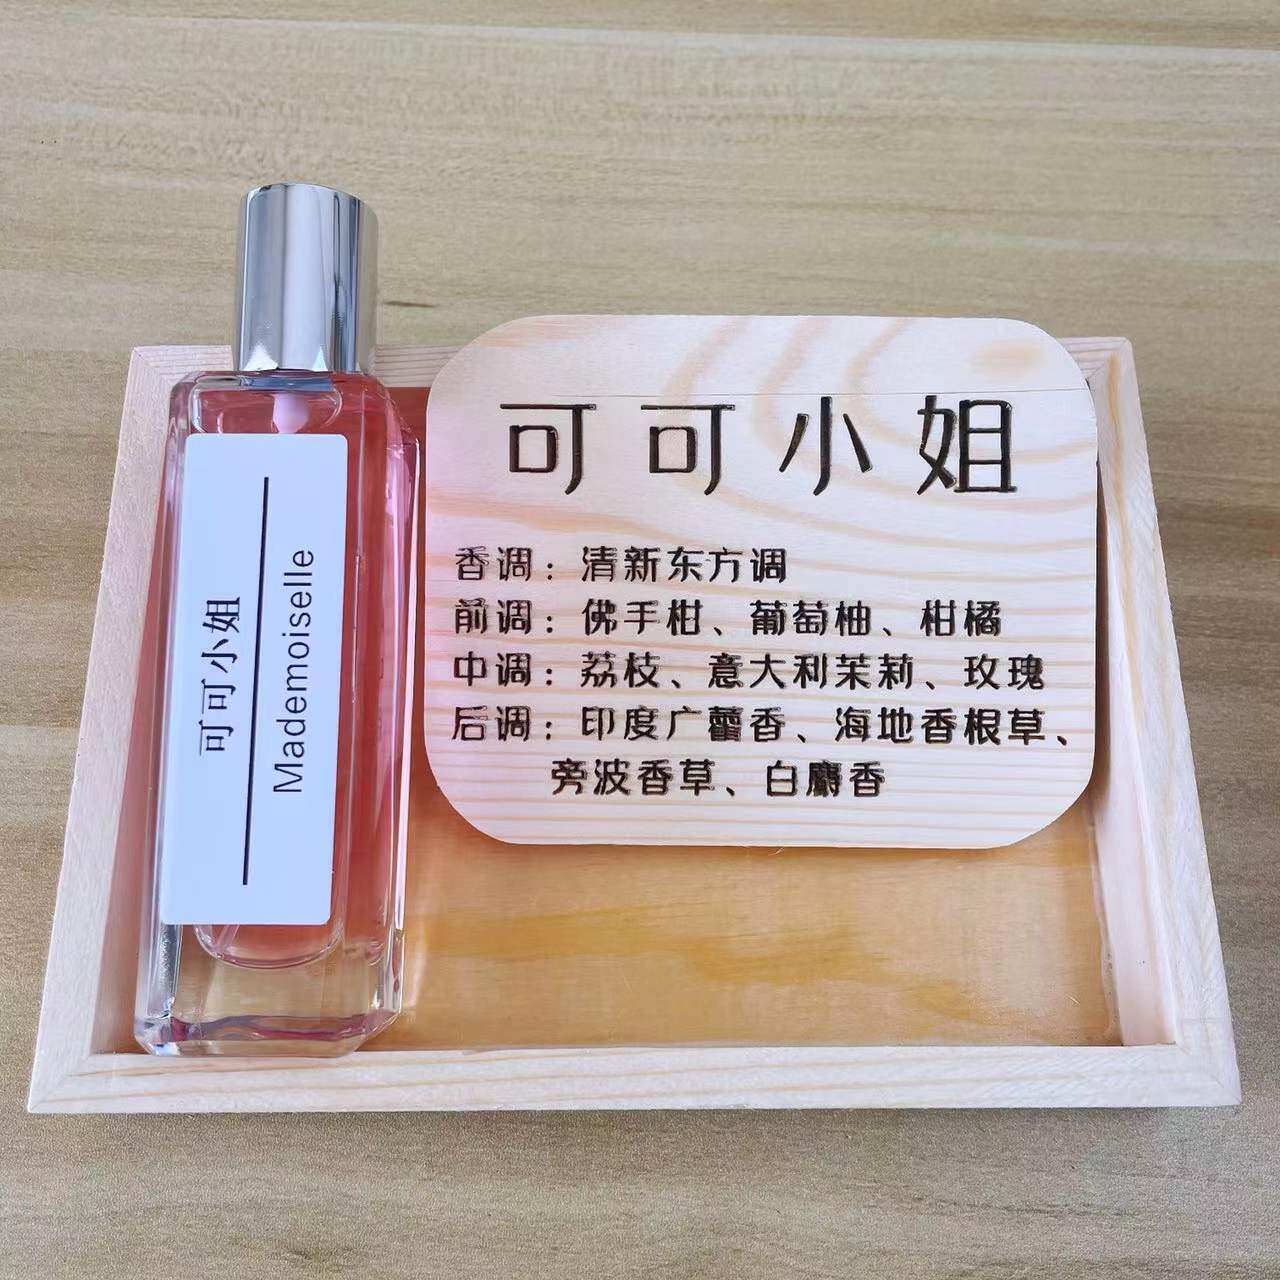 可可小姐
Mademoiselle
可可小姐
香调：清新东方调
前调：佛手柑、葡萄柚、柑橘
中调：荔枝、意大利茉莉、玫瑰
后调：印度广藿香、海地香根草、
旁波香草、白麝香